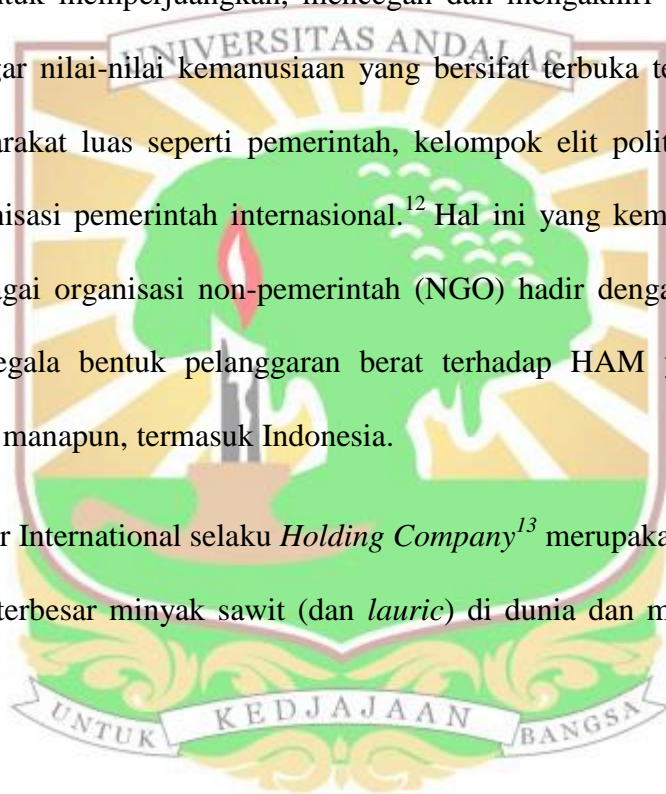 tuk memperjuangkan, mencegah dan mengakhiri
UNIVERSITAS ANDALAS
gar nilai-nilai kemanusiaan yang bersifat terbuka te
arakat luas seperti pemerintah, kelompok elit polit
nisasi pemerintah internasional.12 Hal ini yang kem
agai organisasi non-pemerintah (NGO) hadir denga
egala bentuk pelanggaran berat terhadap HAM
manapun, termasuk Indonesia.
r International selaku Holding Company13 merupaka
terbesar minyak sawit (dan lauric) di dunia dan m
UNTUK KEDJAJAAN BANGSA